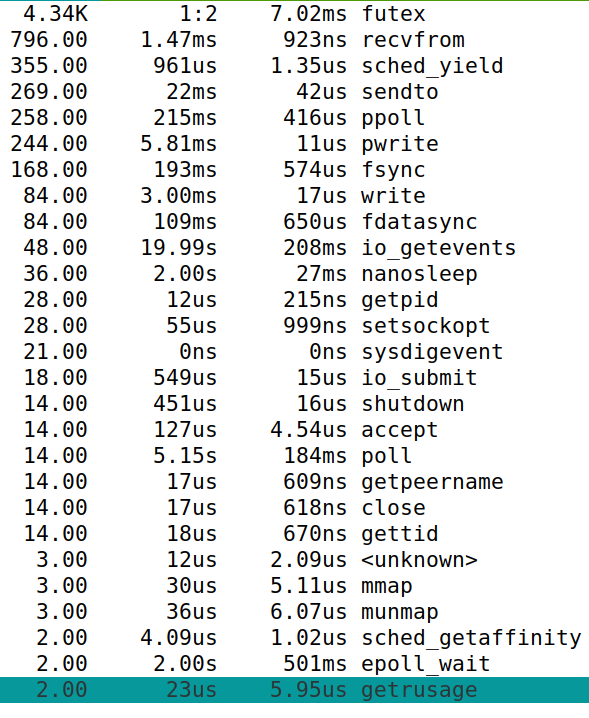 4.34K 1:2 7.02ms futex
796.00 1.47ms 923ns recvfrom
355.00 961us 1.35us sched_yield
269.00 22ms 42us sendto
258.00 215ms 416us ppoll
244.00 5.81ms 11us pwrite
168.00 193ms 574us fsync
84.00 3.00ms 17us write
84.00 109ms 650us fdatasync
48.00 19.99s 208ms io_getevents
36.00 2.00s 27ms nanosleep
28.00 12us 215ns getpid
28.00 55us 999ns setsockopt
21.00 0ns 0ns sysdigevent
18.00 549us 15us io_submit
14.00 451us 16us shutdown
14.00 127us 4.54us accept
14.00 5.15s 184ms poll
14.00 17us 609ns getpeername
14.00 17us 618ns close
14.00 18us 670ns gettid
3.00 12us 2.09us <unknown>
3.00 30us 5.11us mmap
3.00 36us 6.07us munmap
2.00 4.09us 1.02us sched_getaffinity
2.00 2.00s 501ms epoll_wait
2.00 23us 5.95us getrusage